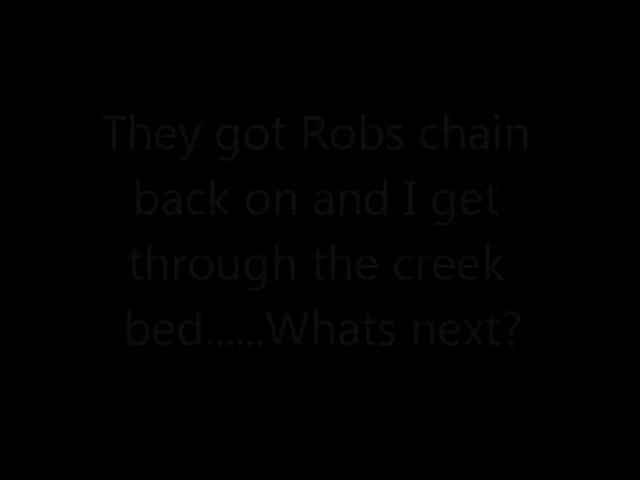 They got Robs chain
back on and I get
through the creek
bed......Whats next?